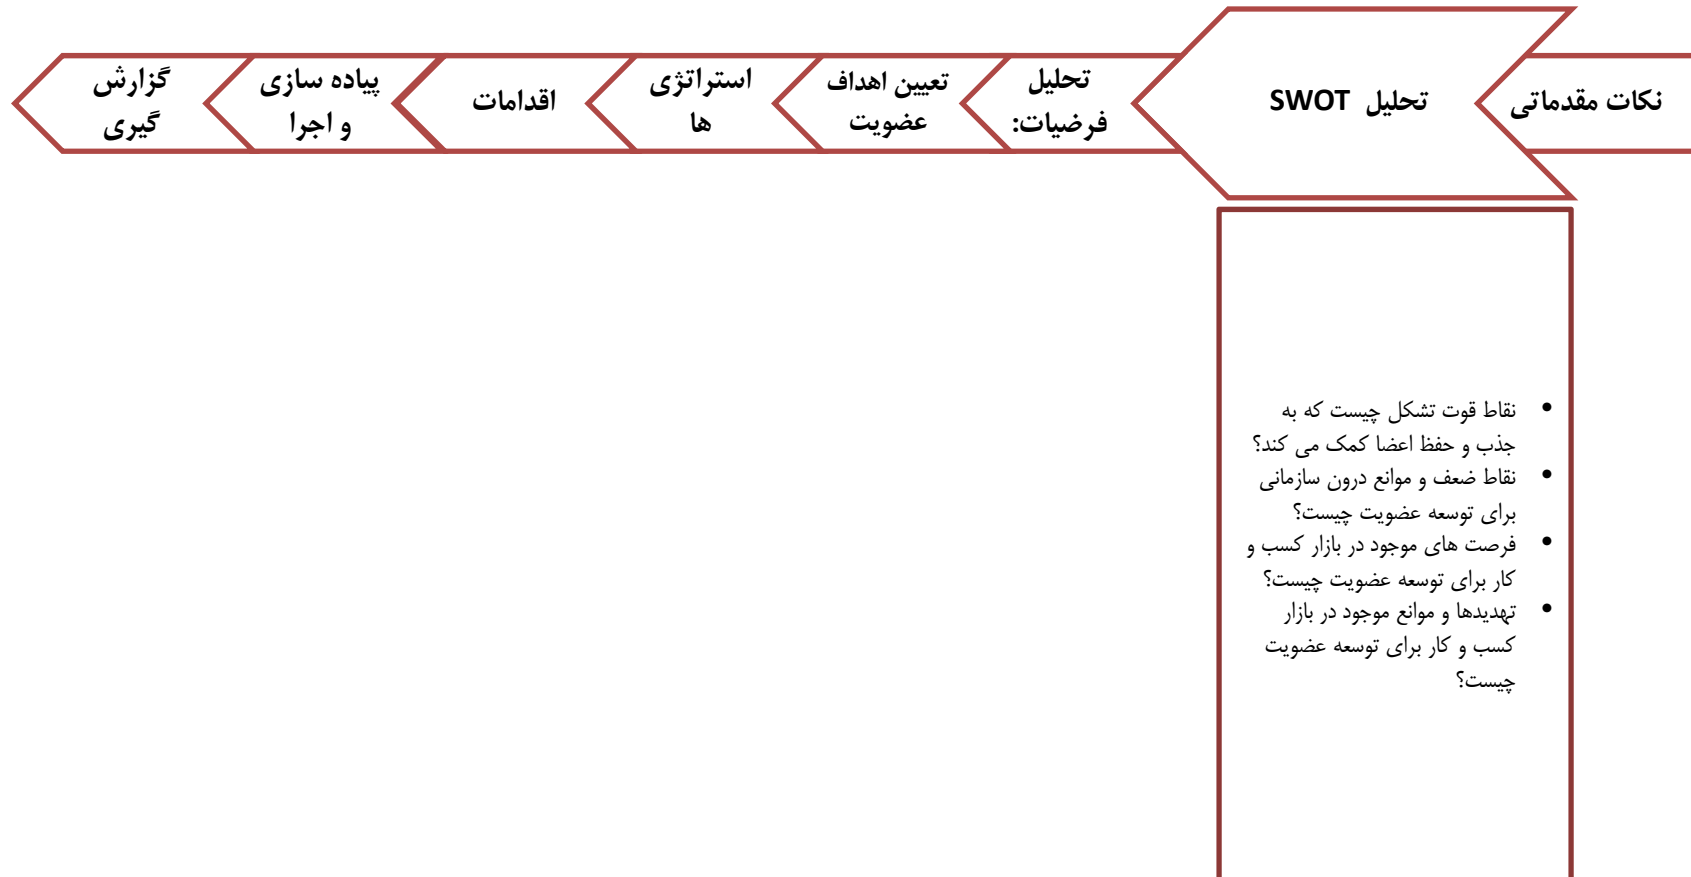 نکات مقدماتی
تحلیل SWOT
تحلیل
فرضیات:
تعیین اهداف
عضویت
استراتژی
ها
اقدامات
پیاده سازی
و اجرا
گزارش
گیری
• نقاط قوت تشکل چیست که به
جذب و حفظ اعضا کمک می کند؟
• نقاط ضعف و موانع درون سازمانی
برای توسعه عضویت چیست؟
• فرصت های موجود در بازار کسب و
کار برای توسعه عضویت چیست؟
• تهدیدها و موانع موجود در بازار
کسب و کار برای توسعه عضویت
چیست؟